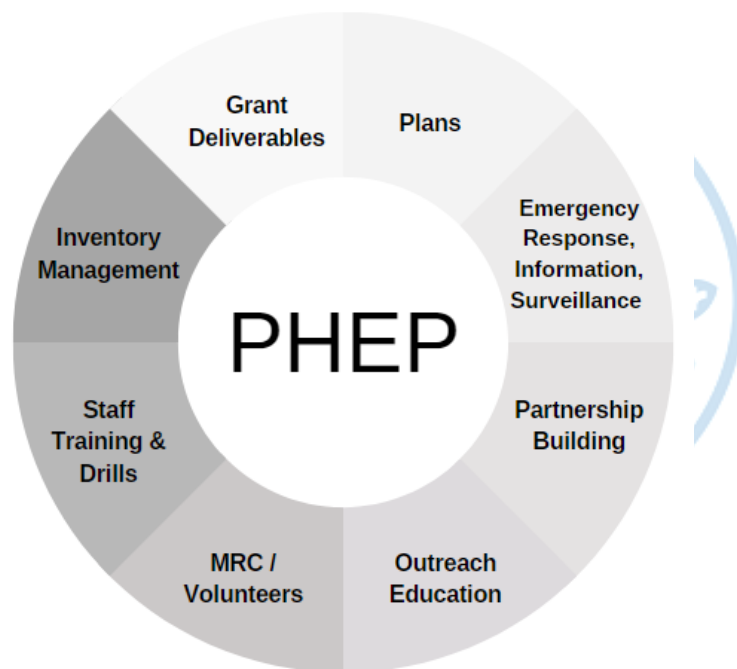 Grant
Deliverables
Plans
Emergency
Response,
Information,
Surveillance
Inventory
Management
PHEP
Staff
Training &
Drills
Partnership
Building
MRC /
Volunteers
Outreach
Education